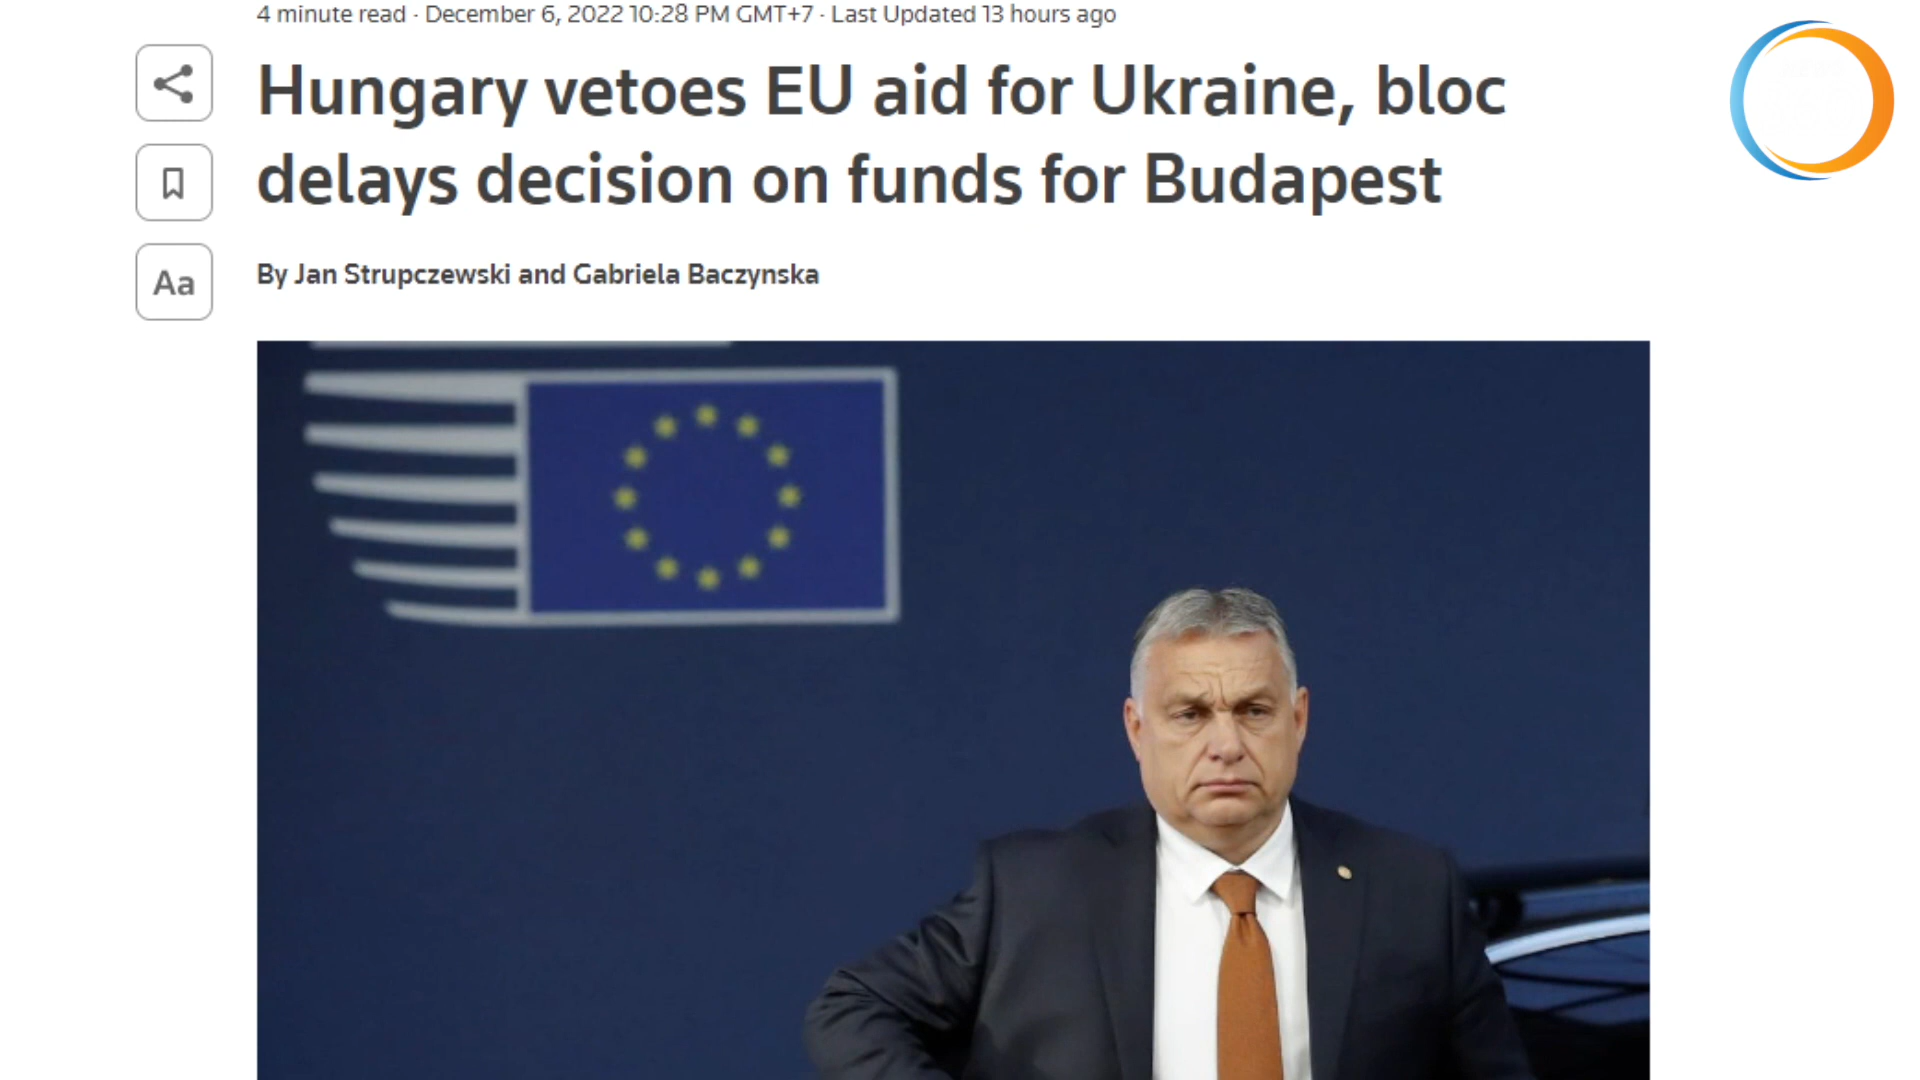 4 minute read · December 6, 2022 10:28 PM GMT+7 · Last Updated 13 hours ago
Hungary vetoes EU aid for Ukraine, bloc
delays decision on funds for Budapest
Aa
By Jan Strupczewski and Gabriela Baczynska